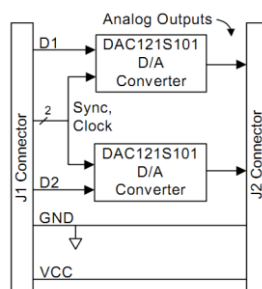 Analog Outputs
D1
DAC121S101
D/A
Converter
2
Sync,
Clock
DAC121S101
D/A
Converter
D2
GND
VCC
J1 Connector
J2 Connector